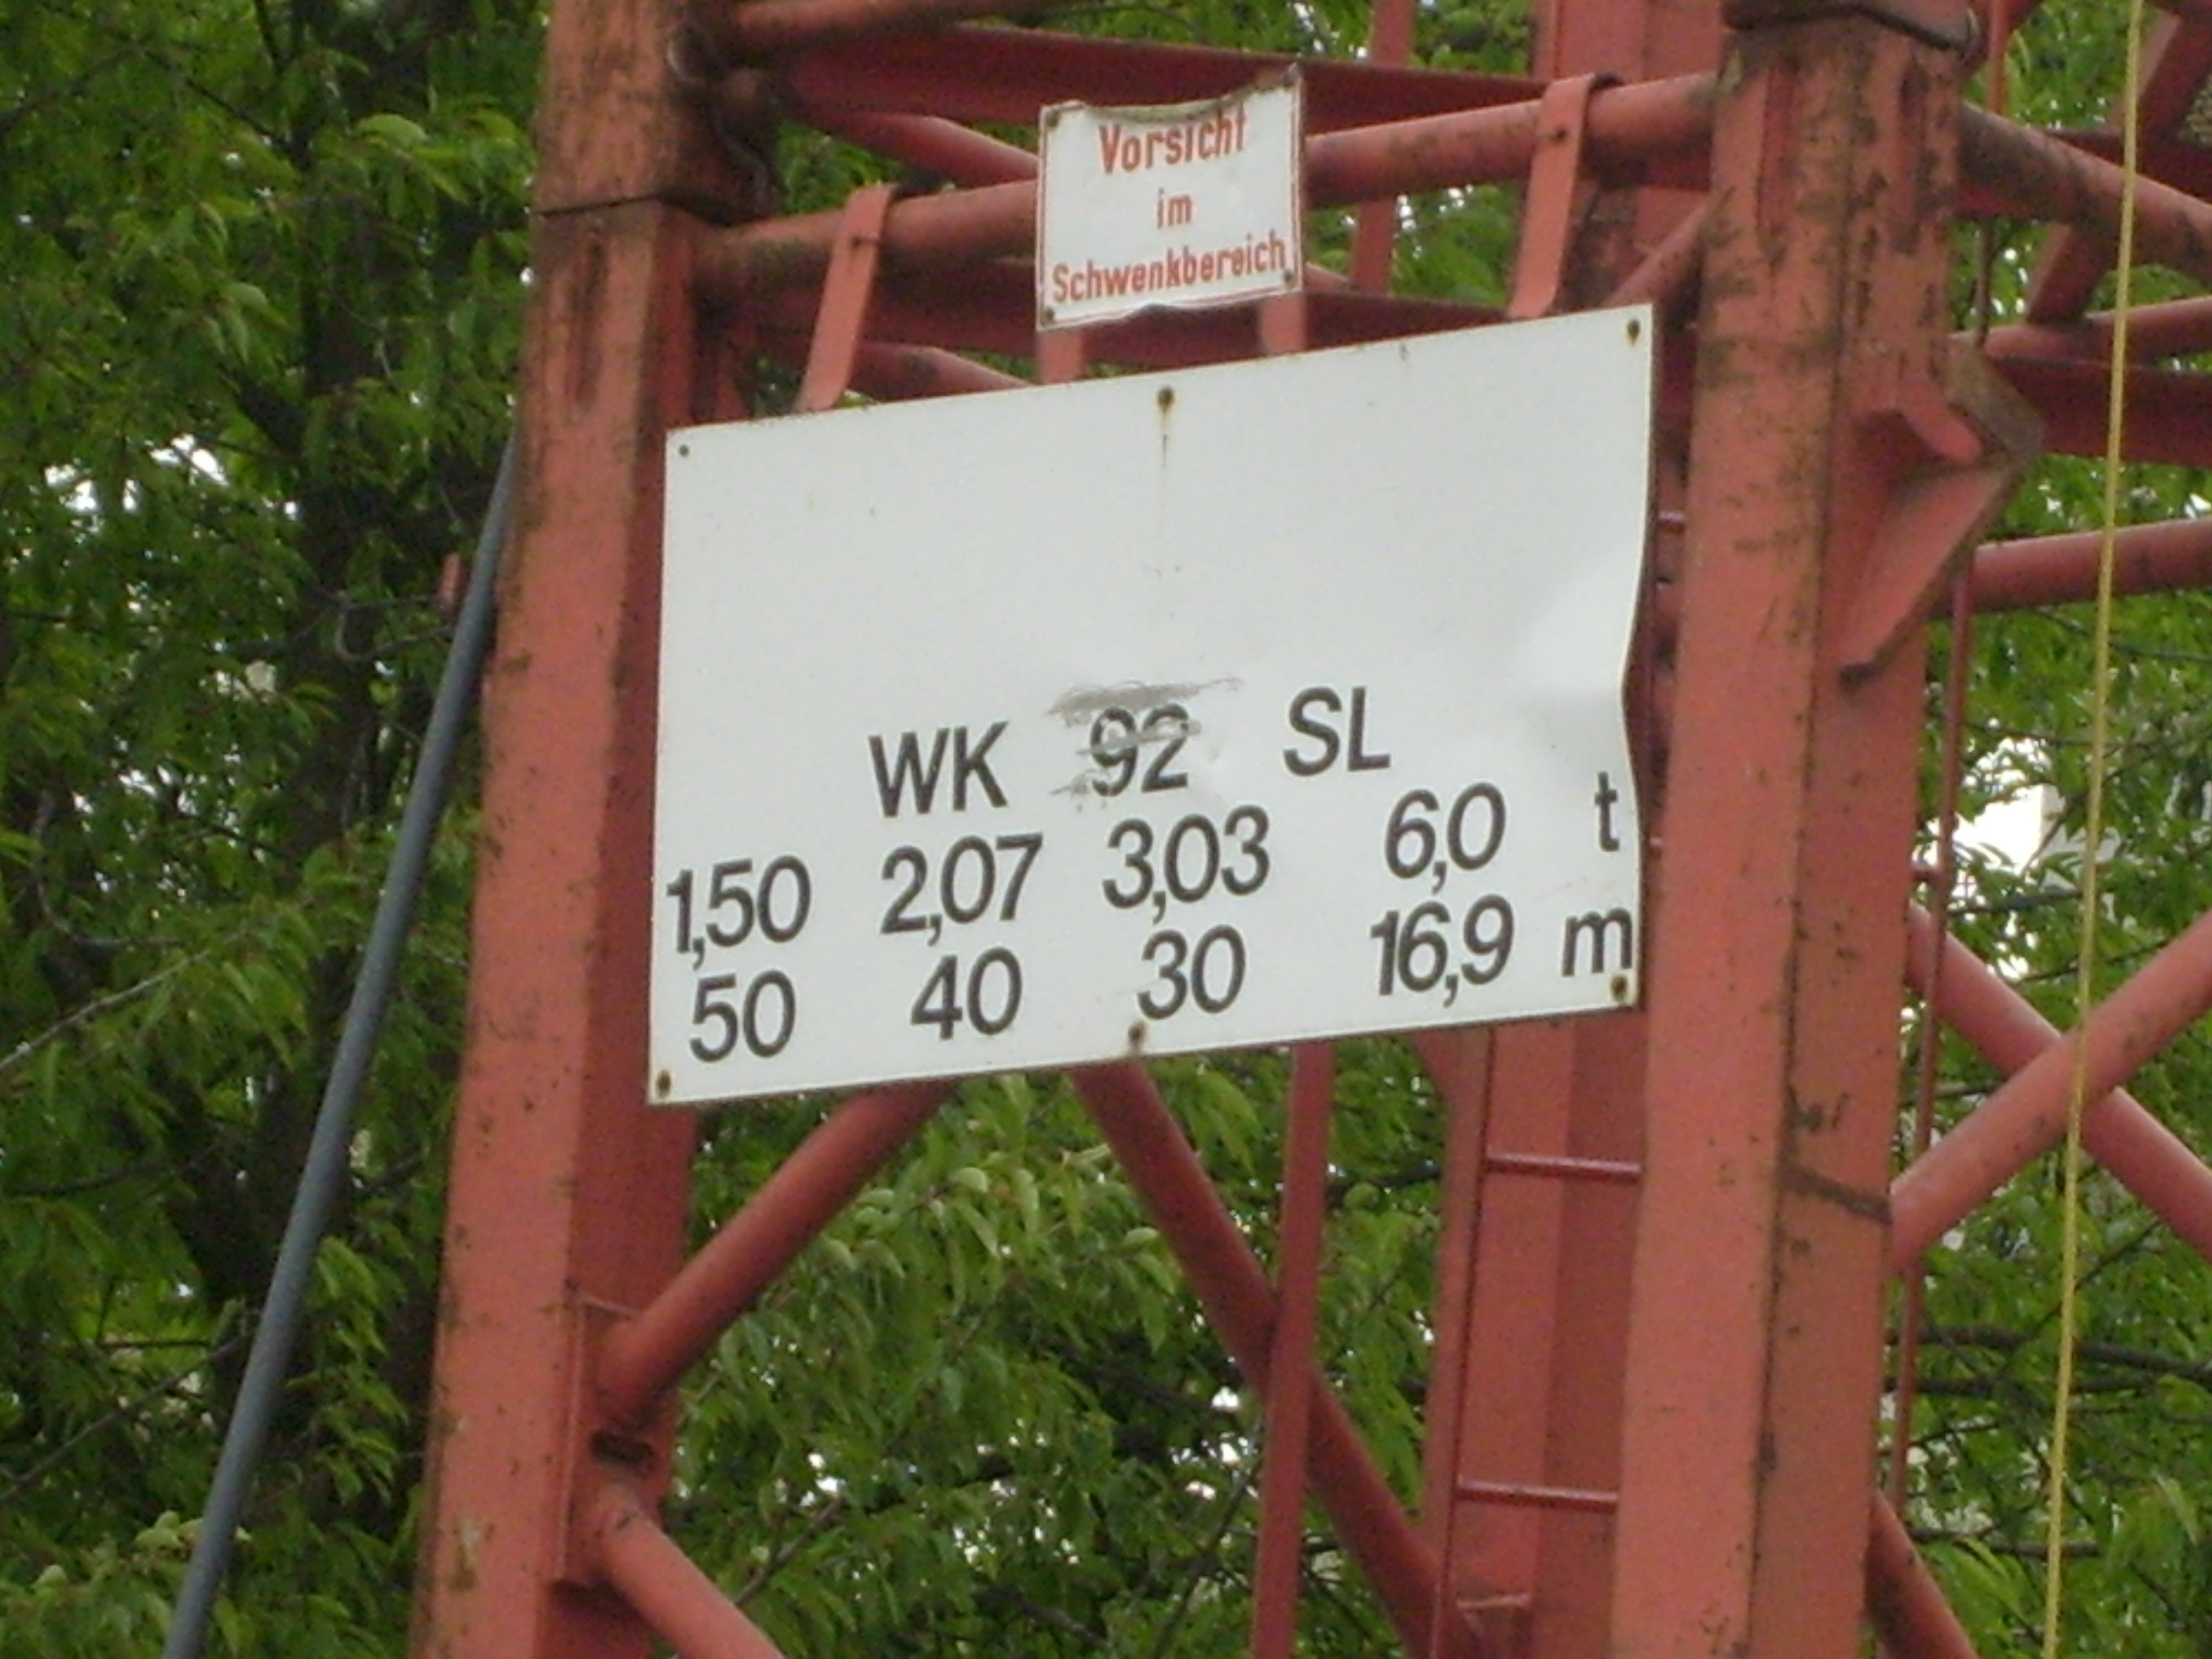 Vorsicht
im
Schwenkbereich
WK 92 SL
1,50 2,07 3,03 6,0 t
50 40 30 16,9 m